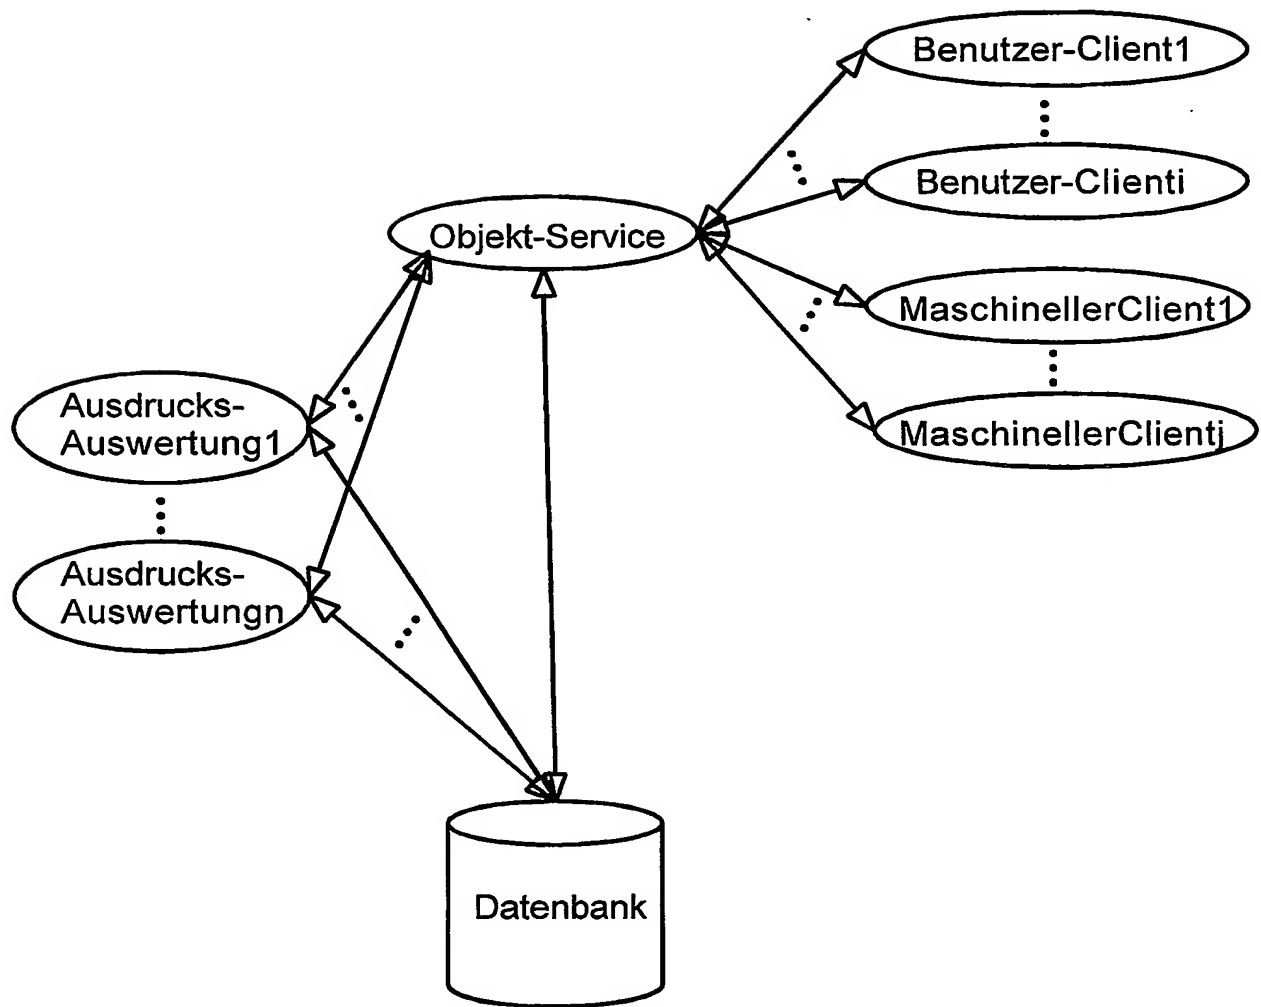 Benutzer-Client1
Benutzer-Clienti
Objekt-Service
MaschinellerClient1
MaschinellerClientj
Ausdrucks-
Auswertung1
Ausdrucks-
Auswertungn
Datenbank